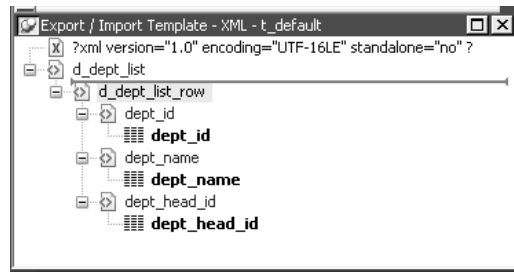 Export / Import Template - XML - t_default
?xml version="1.0" encoding="UTF-16LE" standalone="no" ?
d_dept_list
d_dept_list_row
dept_id
dept_id
dept_name
dept_name
dept_head_id
dept_head_id